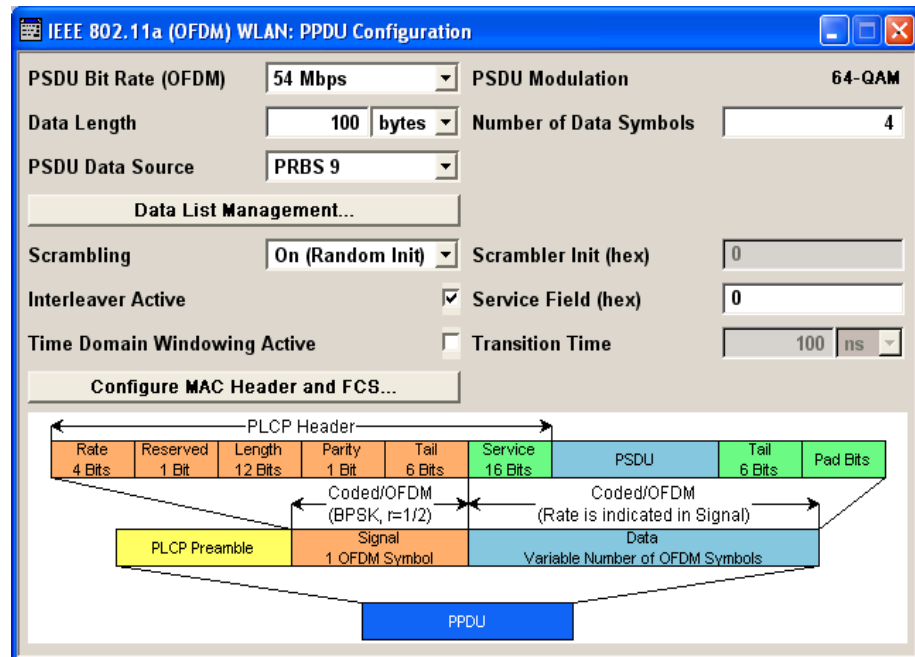 IEEE 802.11a (OFDM) WLAN: PPDU Configuration
PSDU Bit Rate (OFDM) 54 Mbps PSDU Modulation 64-QAM
Data Length 100 bytes Number of Data Symbols 4
PSDU Data Source PRBS 9
Data List Management...
Scrambling On (Random Init) Scrambler Init (hex) 0
Interleaver Active Service Field (hex) 0
Time Domain Windowing Active Transition Time 100 ns
Configure MAC Header and FCS...
PLCP Header
Rate Reserved Length Parity Tail Service PSDU Tail Pad Bits
4 Bits 1 Bit 12 Bits 1 Bit 6 Bits 16 Bits 6 Bits
Coded/OFDM Coded/OFDM
(BPSK, r=1/2) (Rate is indicated in Signal)
PLCP Preamble Signal Data
1 OFDM Symbol Variable Number of OFDM Symbols
PPDU